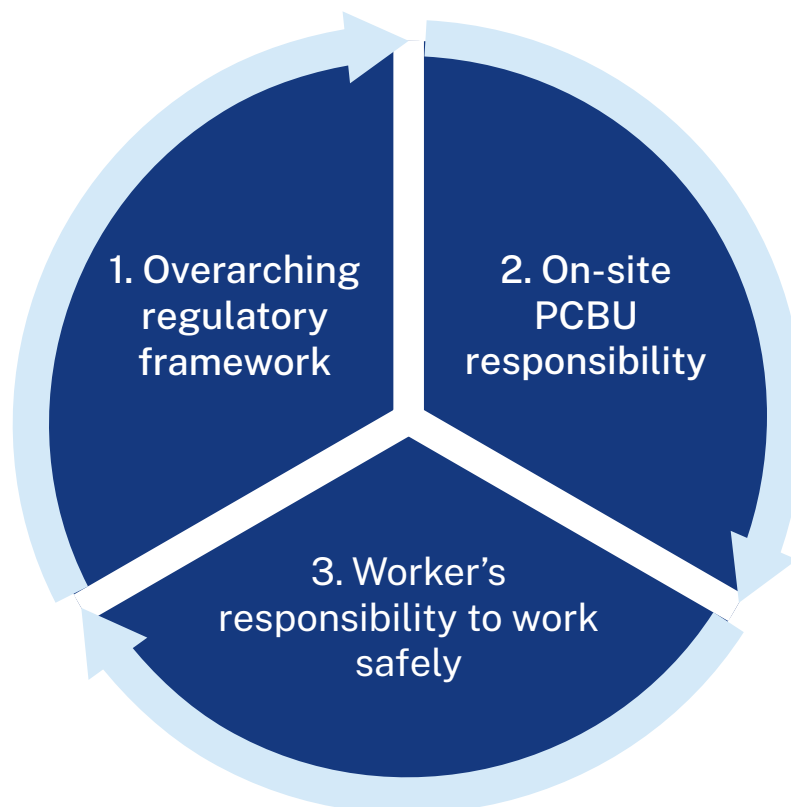 1. Overarching
regulatory
framework
2. On-site
PCBU
responsibility
3. Worker’s
responsibility to work
safely